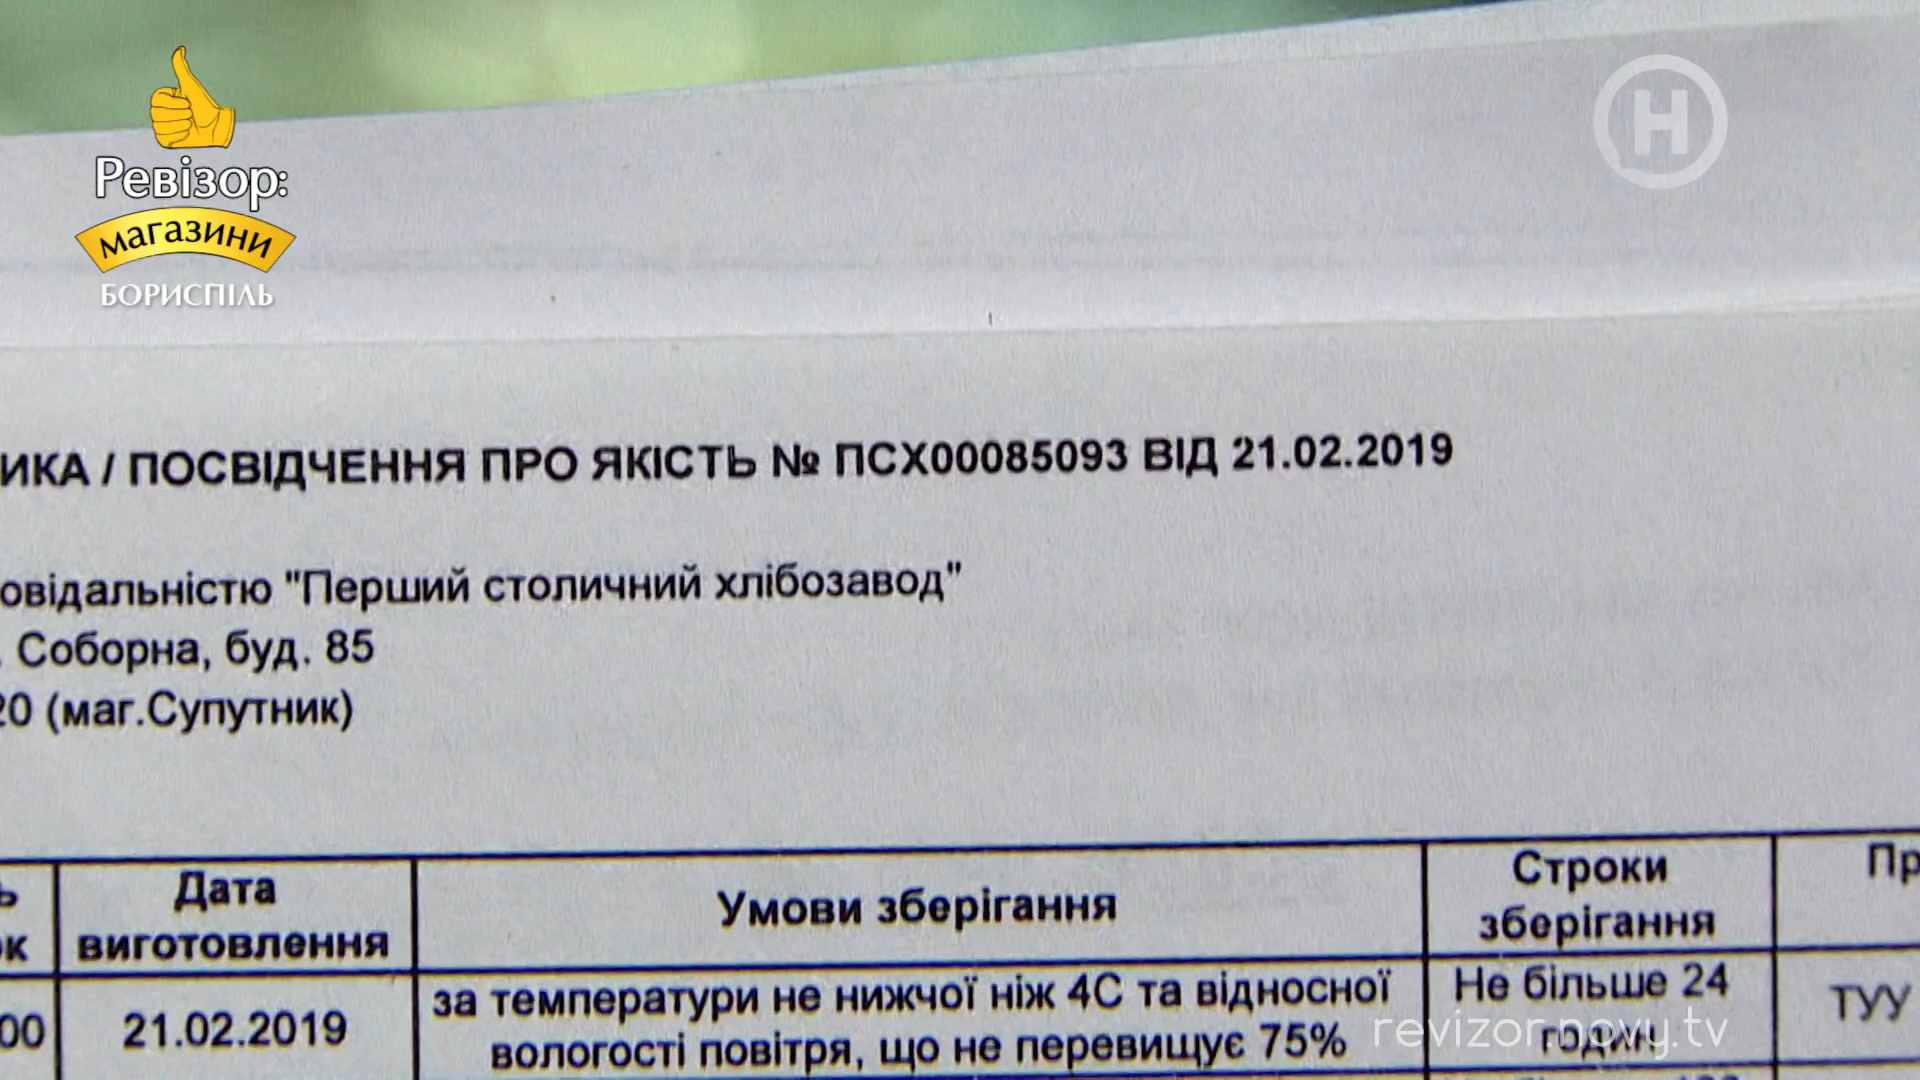 Ревізор:
магазини
БОРИСПІЛЬ
Н
ИКА / ПОСВІДЧЕННЯ ПРО ЯКІСТЬ № ПСХ00085093 ВІД 21.02.2019
овідальністю "Перший столичний хлібозавод"
. Соборна, буд. 85
20 (маг.Супутник)
ь
ок
Дата
виготовлення
Умови зберігання
Строки
зберігання
Пр
00
21.02.2019
за температури не нижчої ніж 4С та відносної
вологості повітря, що не перевищує 75%
Не більше 24
годин
ТУУ
revizor.novy.tv